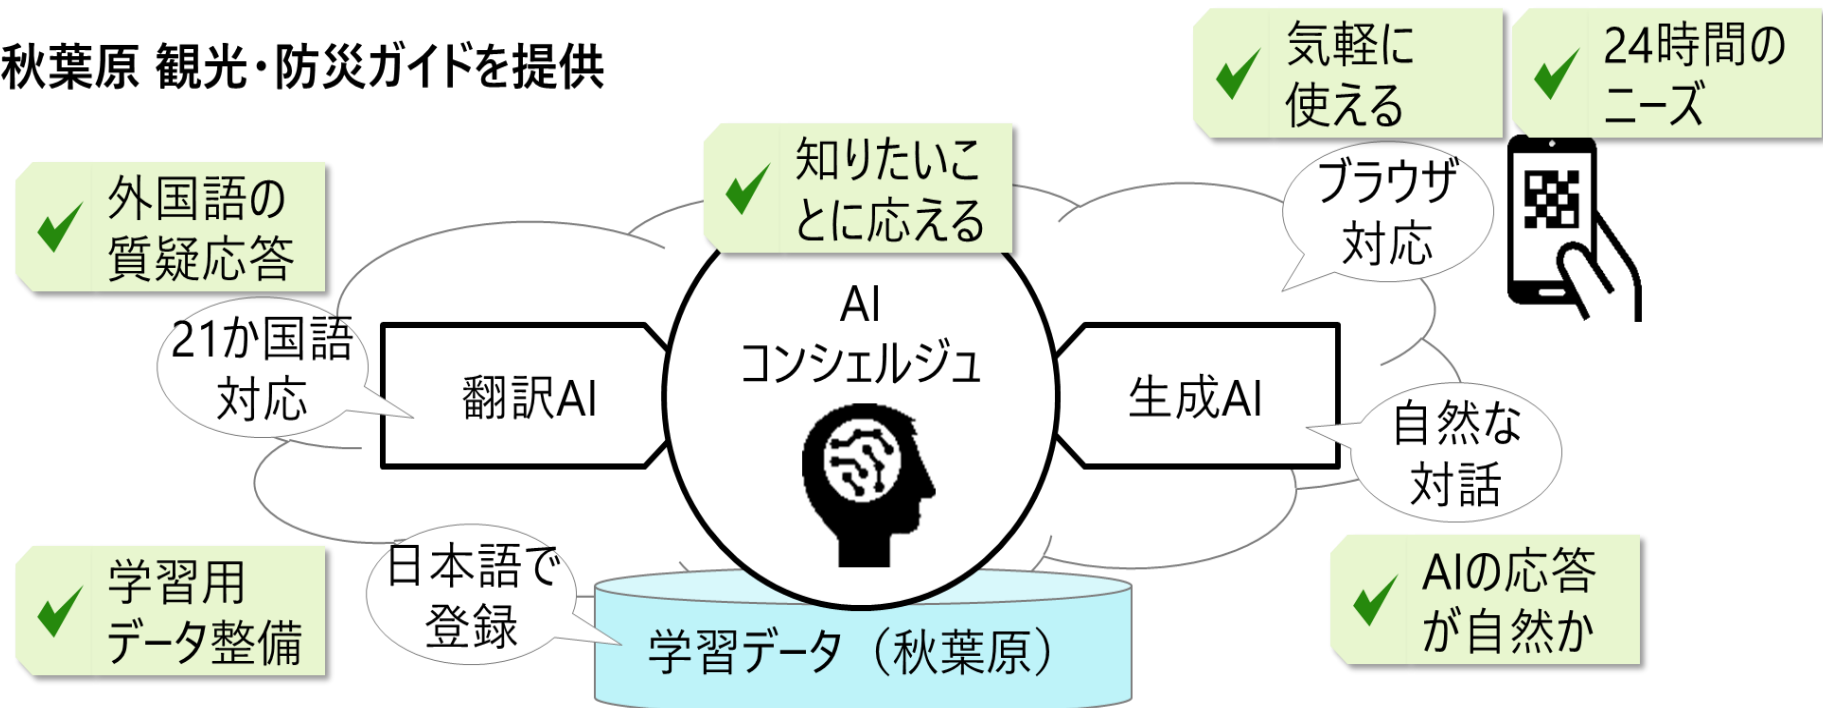 秋葉原 観光・防災ガイドを提供
気軽に
使える
24時間の
ニーズ
知りたいこ
とに応える
外国語の
質疑応答
ブラウザ
対応
21か国語
対応
翻訳AI
AI
コンシェルジュ
生成AI
自然な
対話
学習用
データ整備
日本語で
登録
学習データ（秋葉原）
AIの応答
が自然か